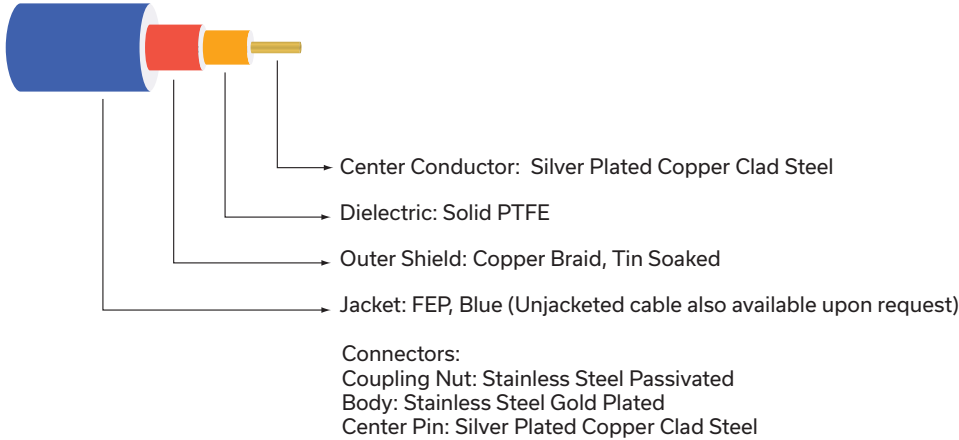 Center Conductor:  Silver Plated Copper Clad Steel
Dielectric: Solid PTFE
Outer Shield: Copper Braid, Tin Soaked
Jacket: FEP, Blue (Unjacketed cable also available upon request)
Connectors:
Coupling Nut: Stainless Steel Passivated
Body: Stainless Steel Gold Plated
Center Pin: Silver Plated Copper Clad Steel